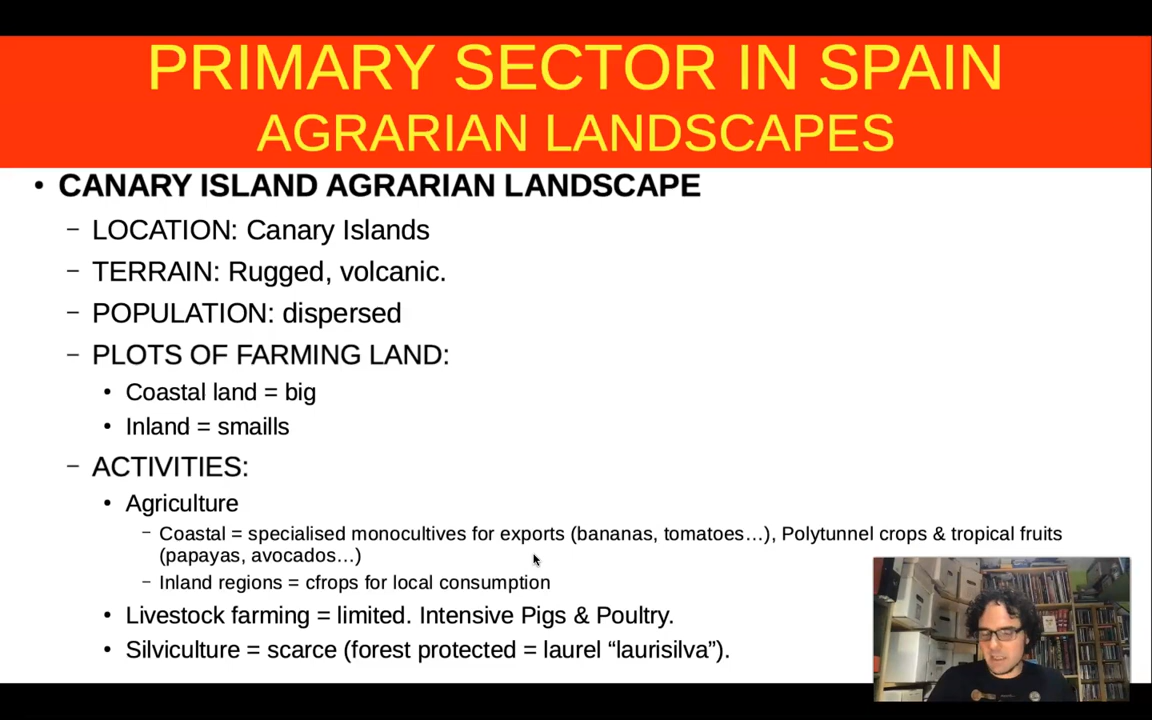 PRIMARY SECTOR IN SPAIN
AGRARIAN LANDSCAPES
• CANARY ISLAND AGRARIAN LANDSCAPE
– LOCATION: Canary Islands
– TERRAIN: Rugged, volcanic.
– POPULATION: dispersed
– PLOTS OF FARMING LAND:
• Coastal land = big
• Inland = smaills
– ACTIVITIES:
• Agriculture
– Coastal = specialised monocultives for exports (bananas, tomatoes…), Polytunnel crops & tropical fruits
(papayas, avocados…)
– Inland regions = cfrops for local consumption
• Livestock farming = limited. Intensive Pigs & Poultry.
• Silviculture = scarce (forest protected = laurel “laurisilva”).